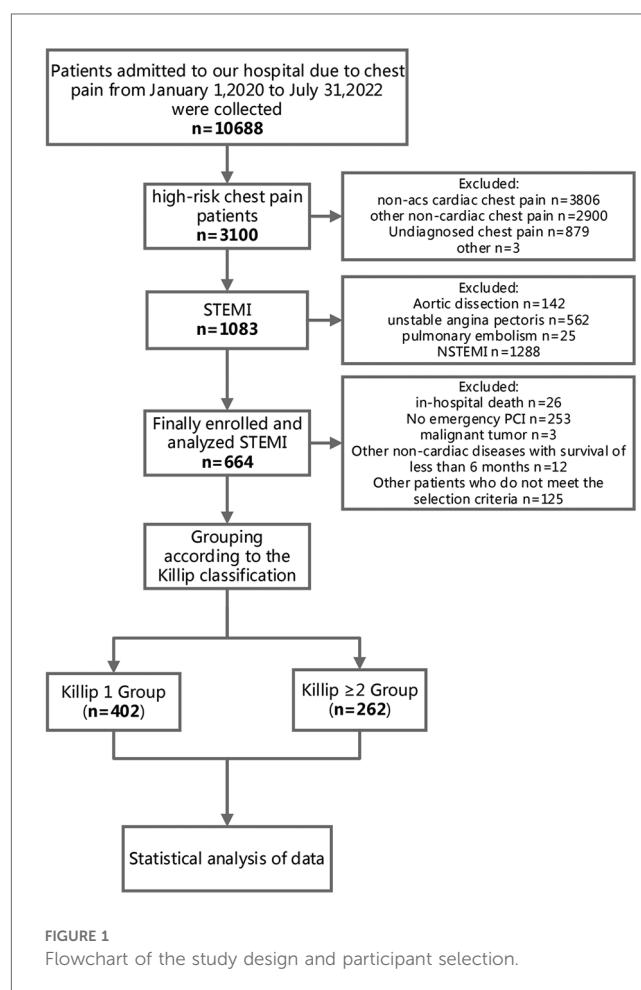 Patients admitted to our hospital due to chest
pain from January 1,2020 to July 31,2022
were collected
n=10688
high-risk chest pain
patients
n=3100
Excluded:
non-acs cardiac chest pain n=3806
other non-cardiac chest pain n=2900
Undiagnosed chest pain n=879
other n=3
STEMI
n=1083
Excluded:
Aortic dissection n=142
unstable angina pectoris n=562
pulmonary embolism n=25
NSTEMI n=1288
Finally enrolled and
analyzed STEMI
n=664
Excluded:
in-hospital death n=26
No emergency PCI n=253
malignant tumor n=3
Other non-cardiac diseases with survival of
less than 6 months n=12
Other patients who do not meet the
selection criteria n=125
Grouping
according to the
Killip classification
Killip 1 Group
(n=402)
Killip ≥2 Group
(n=262)
Statistical analysis of data
FIGURE 1
Flowchart of the study design and participant selection.